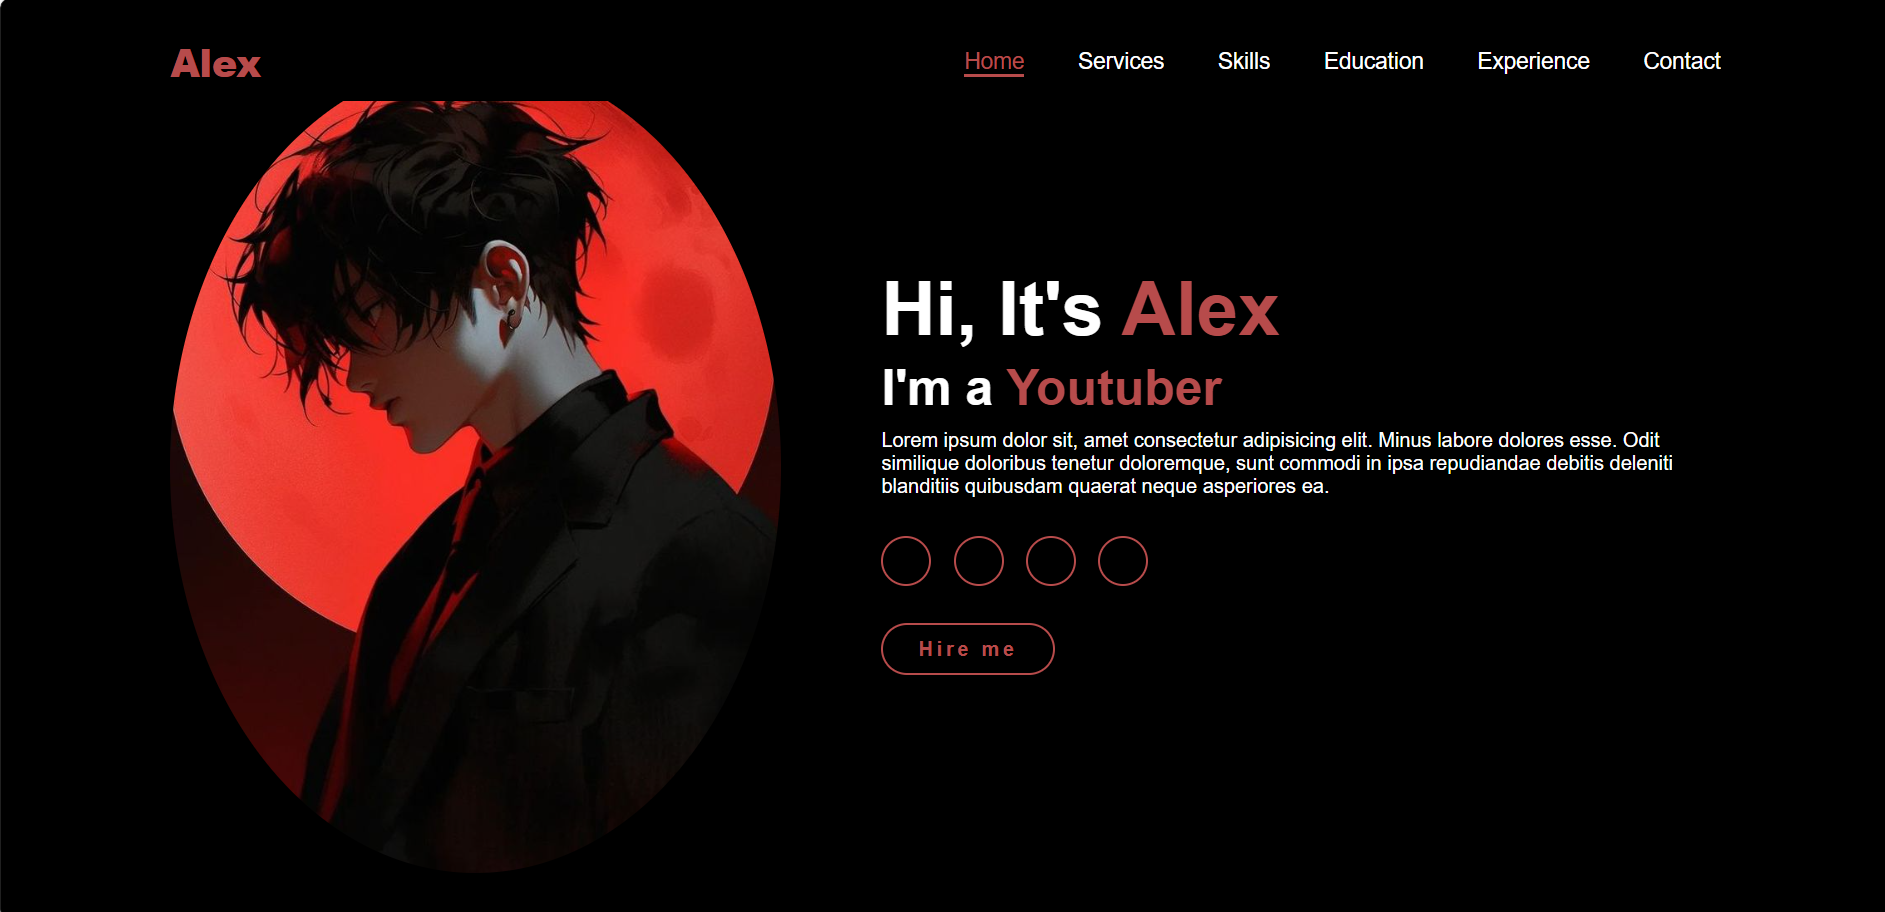 Alex
Home Services Skills Education Experience Contact
Hi, It's Alex
I'm a Youtuber
Lorem ipsum dolor sit, amet consectetur adipisicing elit. Minus labore dolores esse. Odit
similique doloribus tenetur doloremque, sunt commodi in ipsa repudiandae debitis deleniti
blanditiis quibusdam quaerat neque asperiores ea.
Hire me